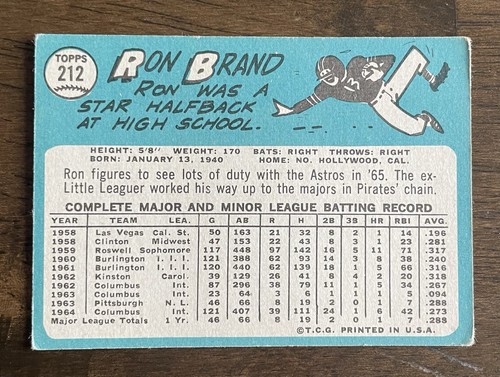 TOPPS
212
RON BRAND
RON WAS A
STAR HALFBACK
AT HIGH SCHOOL.
HEIGHT: 5'8" WEIGHT: 170 BATS: RIGHT THROWS: RIGHT
BORN: JANUARY 13, 1940 HOME: NO. HOLLYWOOD, CAL.
Ron figures to see lots of duty with the Astros in '65. The ex-
Little Leaguer worked his way up to the majors in Pirates' chain.
COMPLETE MAJOR AND MINOR LEAGUE BATTING RECORD
YEAR TEAM LEA. G AB R H 2B 3B HR RBI AVG.
1958 Las Vegas Cal. St. 50 163 21 32 8 2 1 14 .196
1958 Clinton Midwest 47 153 22 43 4 2 1 23 .281
1959 Roswell Sophomore 117 448 97 142 16 5 11 71 .317
1960 Burlington I. I. I. 121 388 62 93 14 3 8 38 .240
1961 Burlington I. I. I. 120 440 62 139 18 1 5 66 .316
1962 Kinston Carol. 39 129 26 41 8 4 2 20 .318
1962 Columbus Int. 87 296 38 79 11 1 5 34 .267
1963 Columbus Int. 23 64 3 6 1 1 1 5 .094
1963 Pittsburgh N. L. 46 66 8 19 2 0 1 7 .288
1964 Columbus Int. 121 407 39 111 24 1 6 42 .273
Major League Totals 1 Yr. 46 66 8 19 2 0 1 7 .288
©T.C.G. PRINTED IN U.S.A.